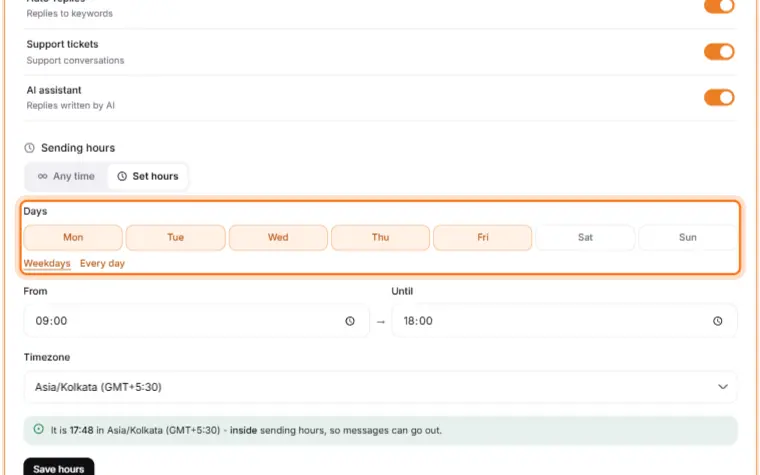 Auto-replies
Replies to keywords
Support tickets
Support conversations
AI assistant
Replies written by AI
Sending hours
∞ Any time Set hours
Days
Mon Tue Wed Thu Fri Sat Sun
Weekdays Every day
From Until
09:00 → 18:00
Timezone
Asia/Kolkata (GMT+5:30)
It is 17:48 in Asia/Kolkata (GMT+5:30) - inside sending hours, so messages can go out.
Save hours